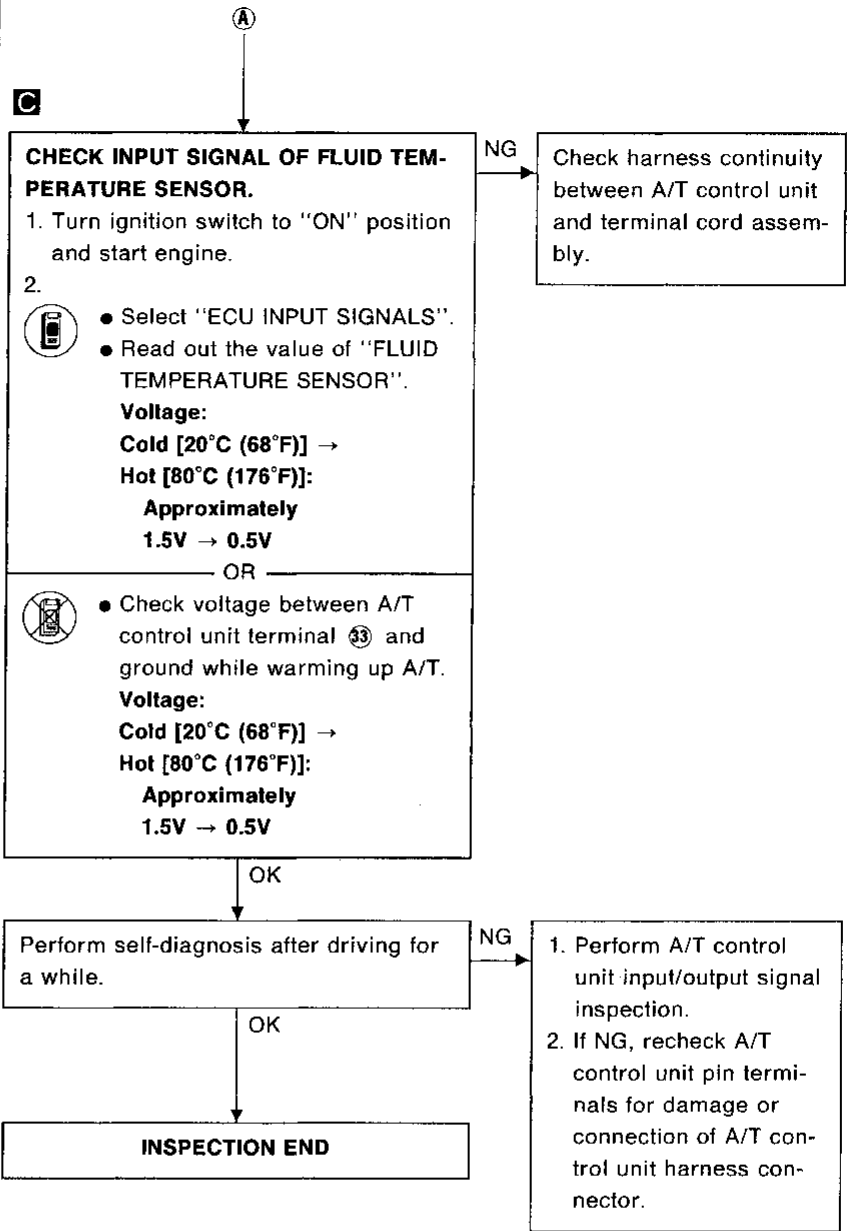 Ⓐ
C
CHECK INPUT SIGNAL OF FLUID TEM-
PERATURE SENSOR.
1. Turn ignition switch to "ON" position
and start engine.
2.
● Select "ECU INPUT SIGNALS".
● Read out the value of "FLUID
TEMPERATURE SENSOR".
Voltage:
Cold [20°C (68°F)] →
Hot [80°C (176°F)]:
Approximately
1.5V → 0.5V
OR
● Check voltage between A/T
control unit terminal ㉝ and
ground while warming up A/T.
Voltage:
Cold [20°C (68°F)] →
Hot [80°C (176°F)]:
Approximately
1.5V → 0.5V
NG
Check harness continuity
between A/T control unit
and terminal cord assem-
bly.
OK
Perform self-diagnosis after driving for
a while.
NG
1. Perform A/T control
unit input/output signal
inspection.
2. If NG, recheck A/T
control unit pin termi-
nals for damage or
connection of A/T con-
trol unit harness con-
nector.
OK
INSPECTION END